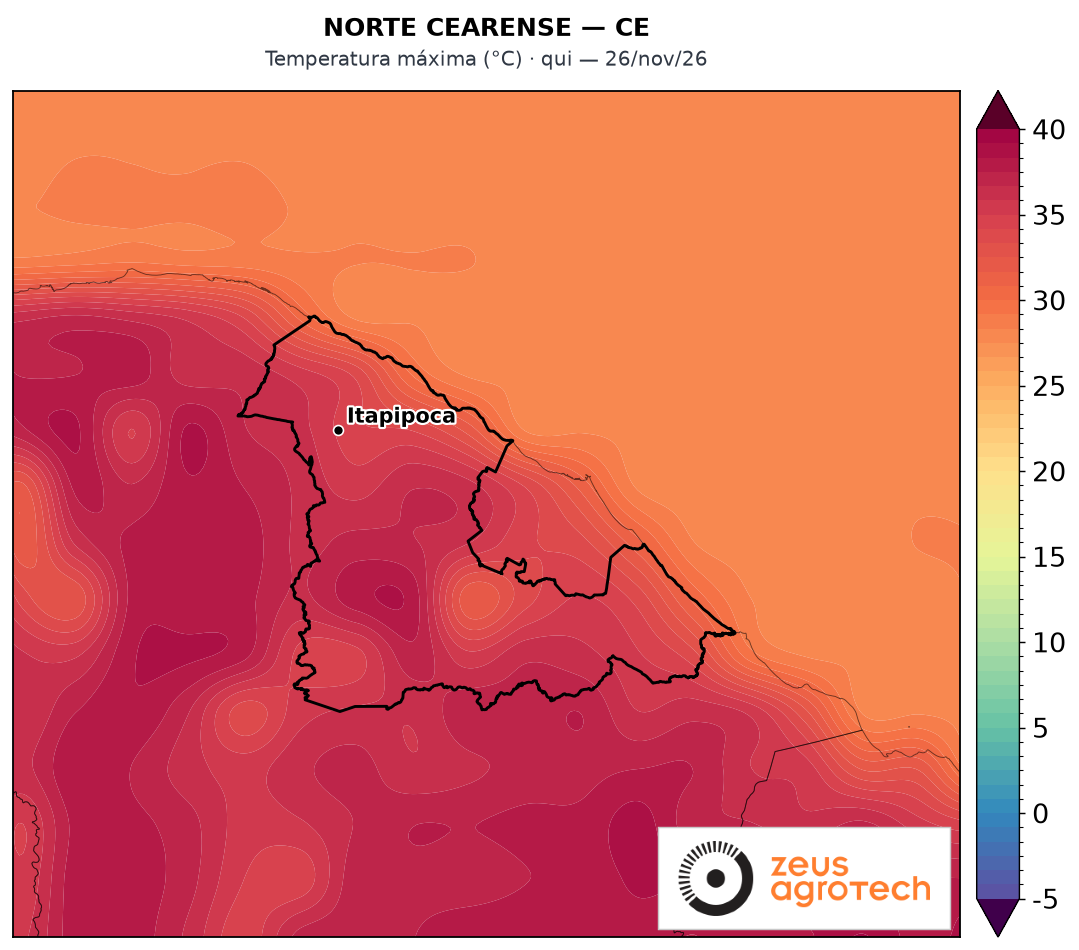 NORTE CEARENSE — CE
Temperatura máxima (°C) · qui — 26/nov/26
Itapipoca
40
35
30
25
20
15
10
5
0
-5
zeus
agrotech